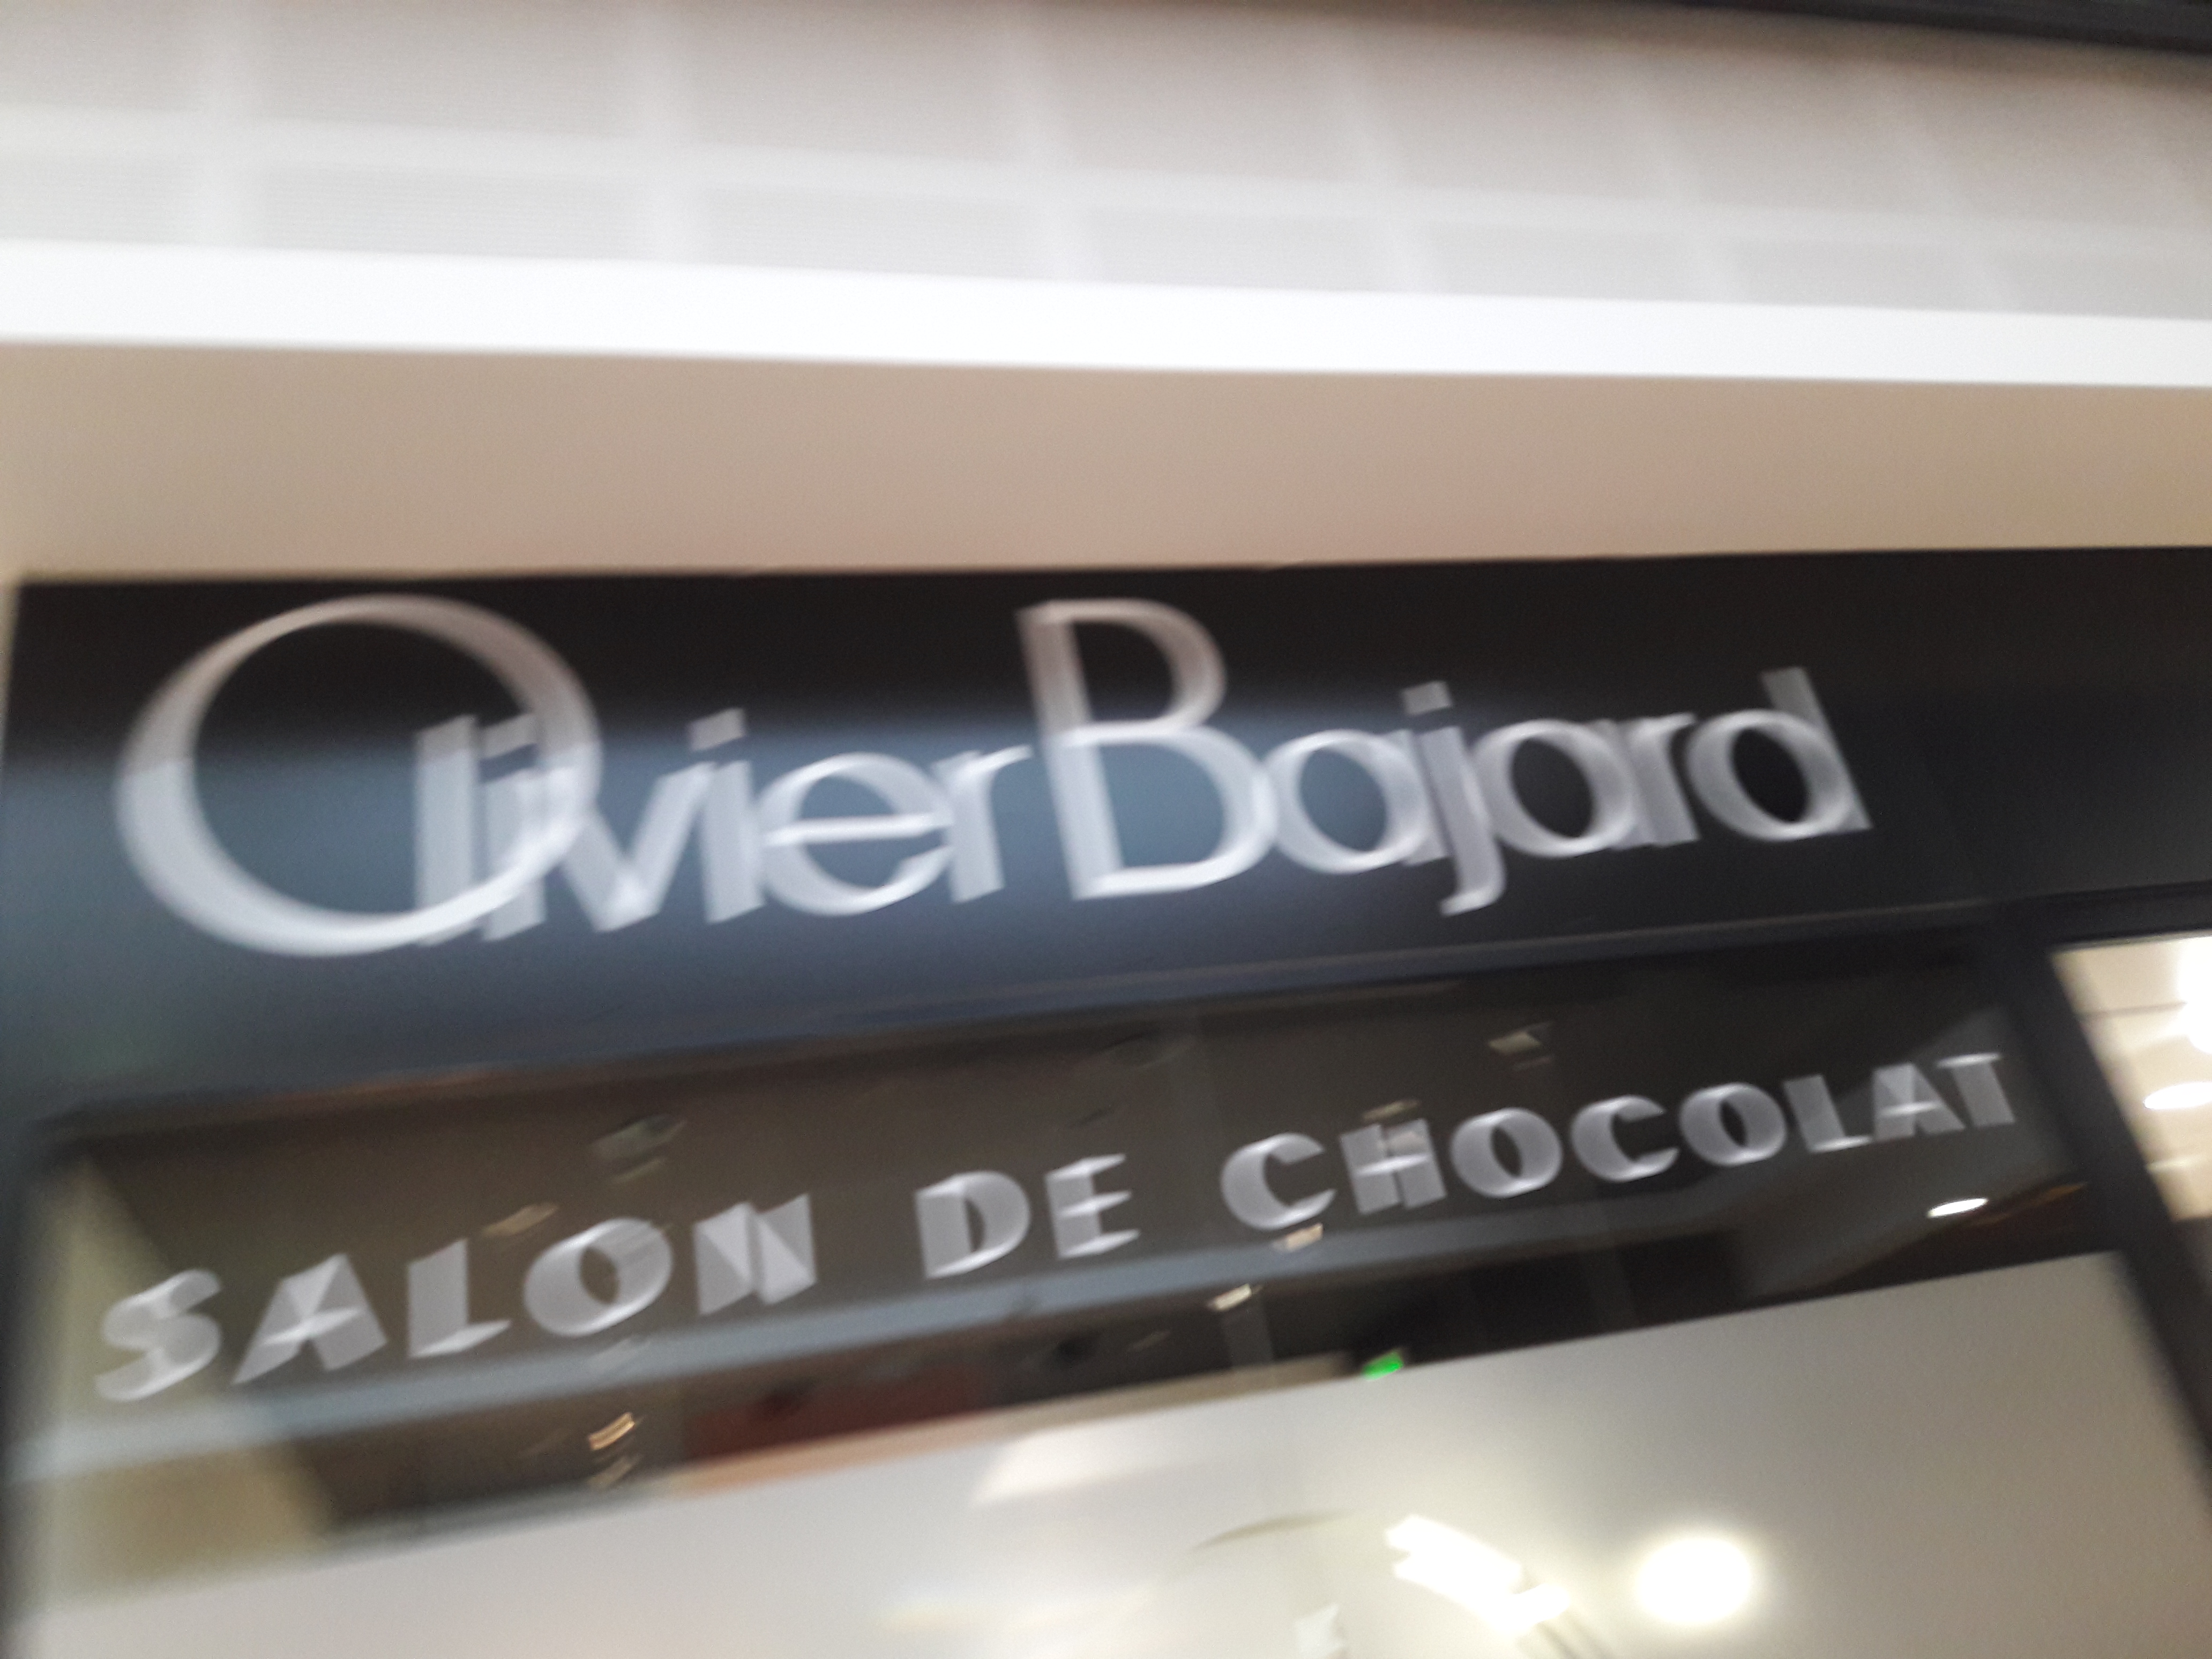 Olivier Bajard
SALON DE CHOCOLAT